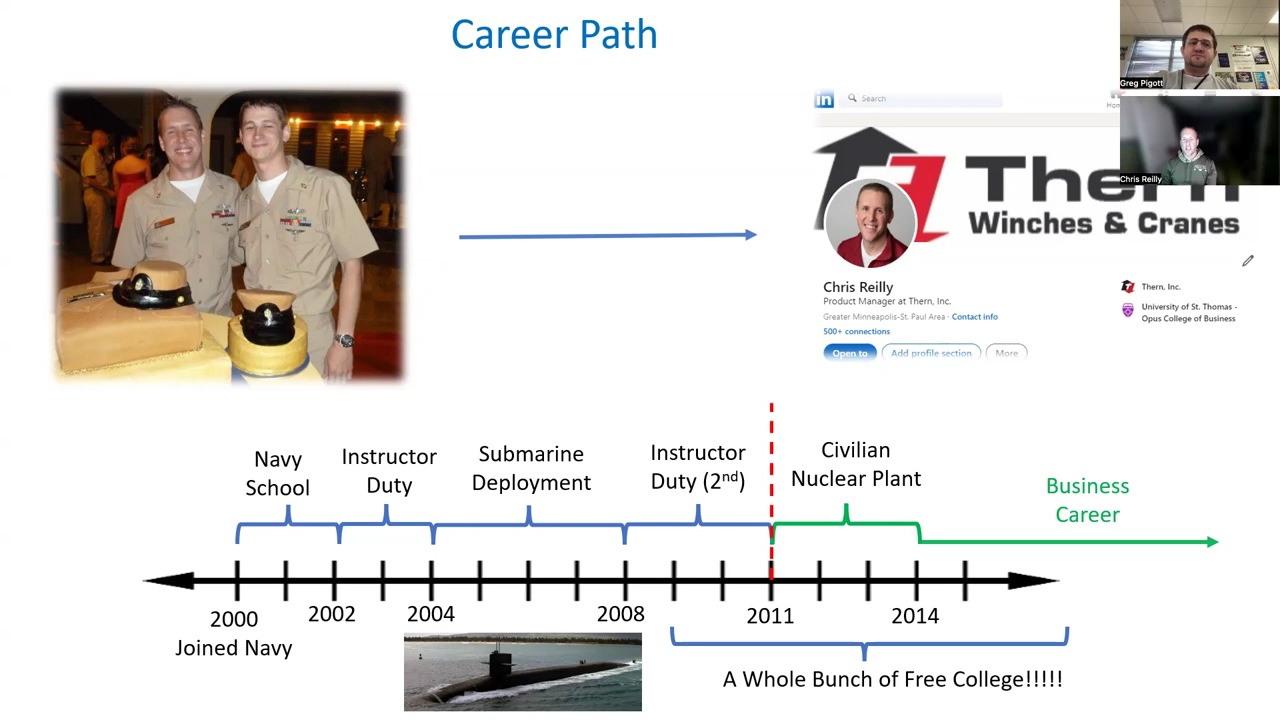 Career Path
Greg Pigott
Chris Reilly
in
Search
Hom
Thern
Winches & Cranes
Chris Reilly
Product Manager at Thern, Inc.
Greater Minneapolis-St. Paul Area · Contact info
500+ connections
Open to
Add profile section
More
Thern, Inc.
University of St. Thomas -
Opus College of Business
Navy
School
Instructor
Duty
Submarine
Deployment
Instructor
Duty (2nd)
Civilian
Nuclear Plant
Business
Career
2000
2002
2004
2008
2011
2014
Joined Navy
A Whole Bunch of Free College!!!!!